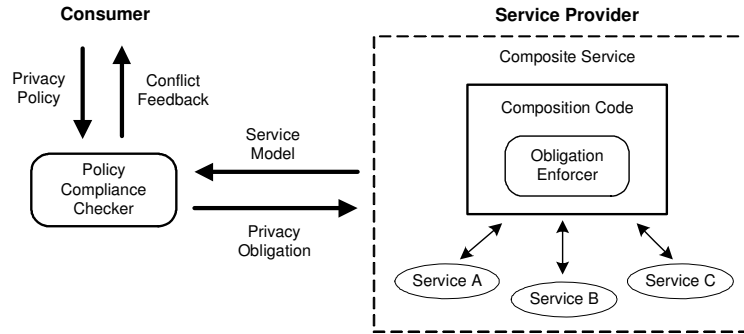 Consumer
Service Provider
Privacy
Policy
Conflict
Feedback
Composite Service
Composition Code
Obligation
Enforcer
Policy
Compliance
Checker
Service
Model
Privacy
Obligation
Service A
Service B
Service C